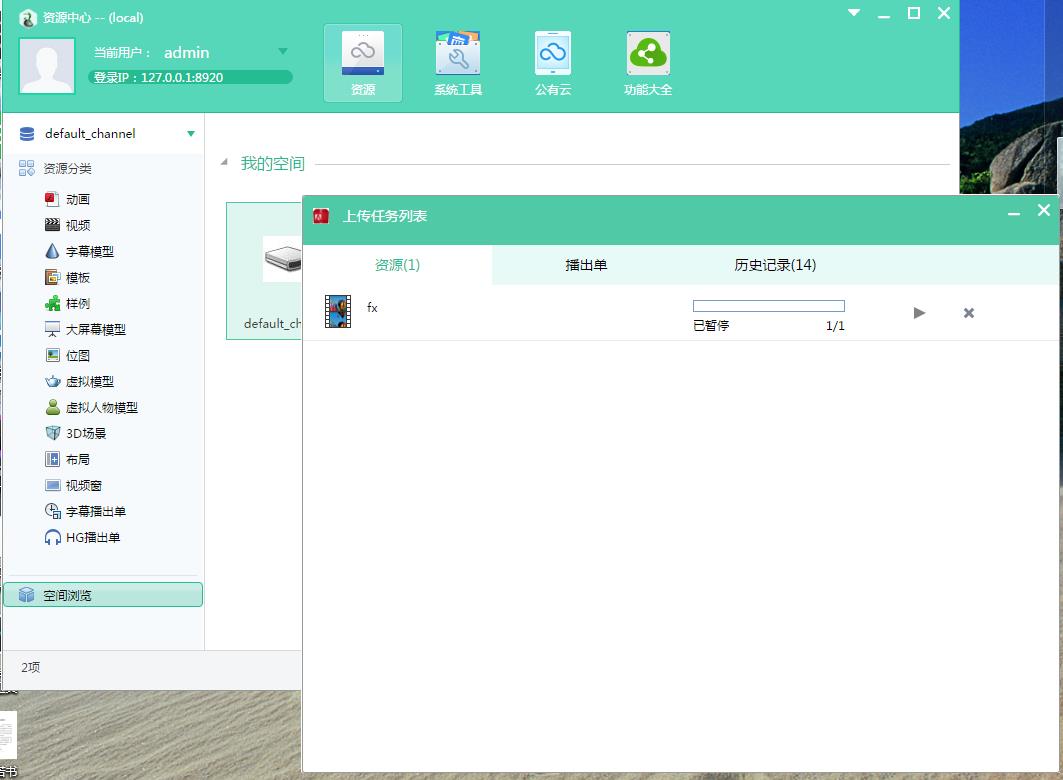 资源中心 -- (local)
当前用户： admin
登录IP：127.0.0.1:8920
资源
系统工具
公有云
功能大全
default_channel
资源分类
动画
视频
字幕模型
模板
样例
大屏幕模型
位图
虚拟模型
虚拟人物模型
3D场景
布局
视频窗
字幕播出单
HG播出单
空间浏览
2项
我的空间
default_ch
上传任务列表
资源(1)
播出单
历史记录(14)
fx
已暂停
1/1